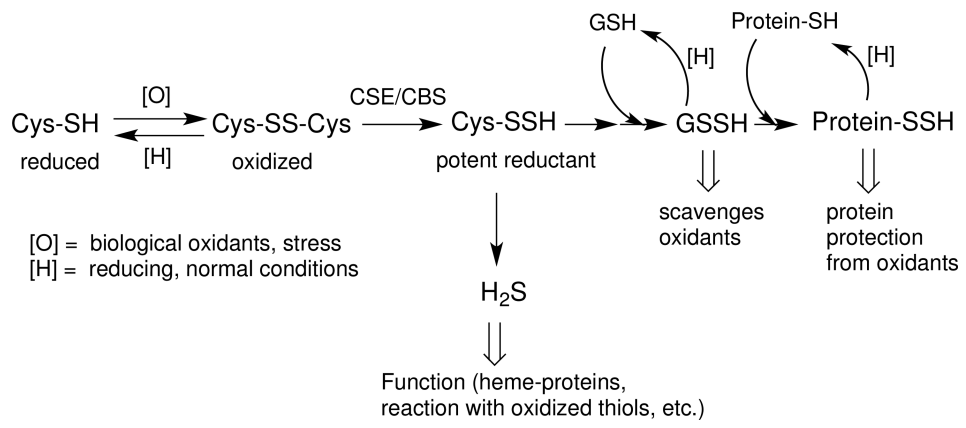 GSH
Protein-SH
[H]
[H]
[O]
CSE/CBS
Cys-SH
Cys-SS-Cys
Cys-SSH
GSSH
Protein-SSH
[H]
reduced
oxidized
potent reductant
scavenges
oxidants
protein
protection
from oxidants
[O] = biological oxidants, stress
[H] = reducing, normal conditions
H₂S
Function (heme-proteins,
reaction with oxidized thiols, etc.)